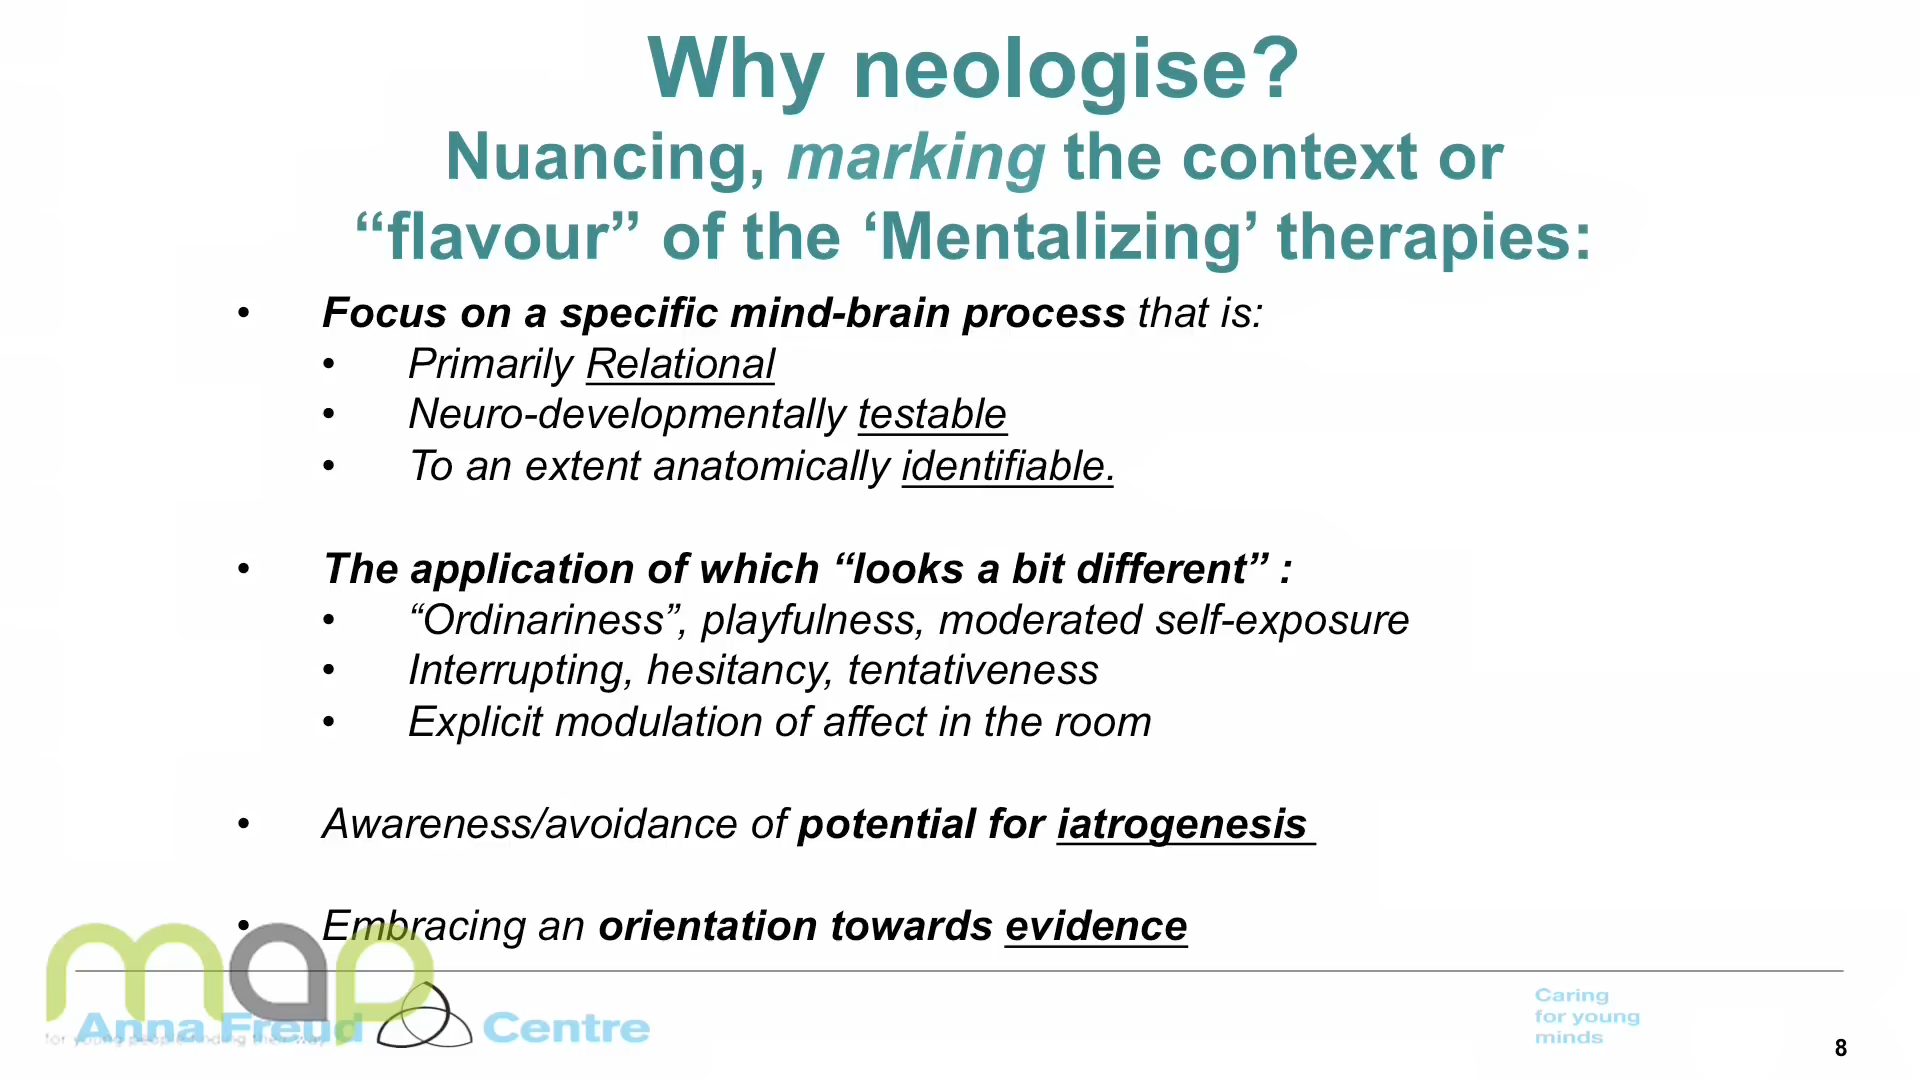 Why neologise?
Nuancing, marking the context or
“flavour” of the ‘Mentalizing’ therapies:
• Focus on a specific mind-brain process that is:
• Primarily Relational
• Neuro-developmentally testable
• To an extent anatomically identifiable.
• The application of which “looks a bit different” :
• “Ordinariness”, playfulness, moderated self-exposure
• Interrupting, hesitancy, tentativeness
• Explicit modulation of affect in the room
• Awareness/avoidance of potential for iatrogenesis
• Embracing an orientation towards evidence
map
for young people finding their way
Anna Freud Centre
Caring
for young
minds
8